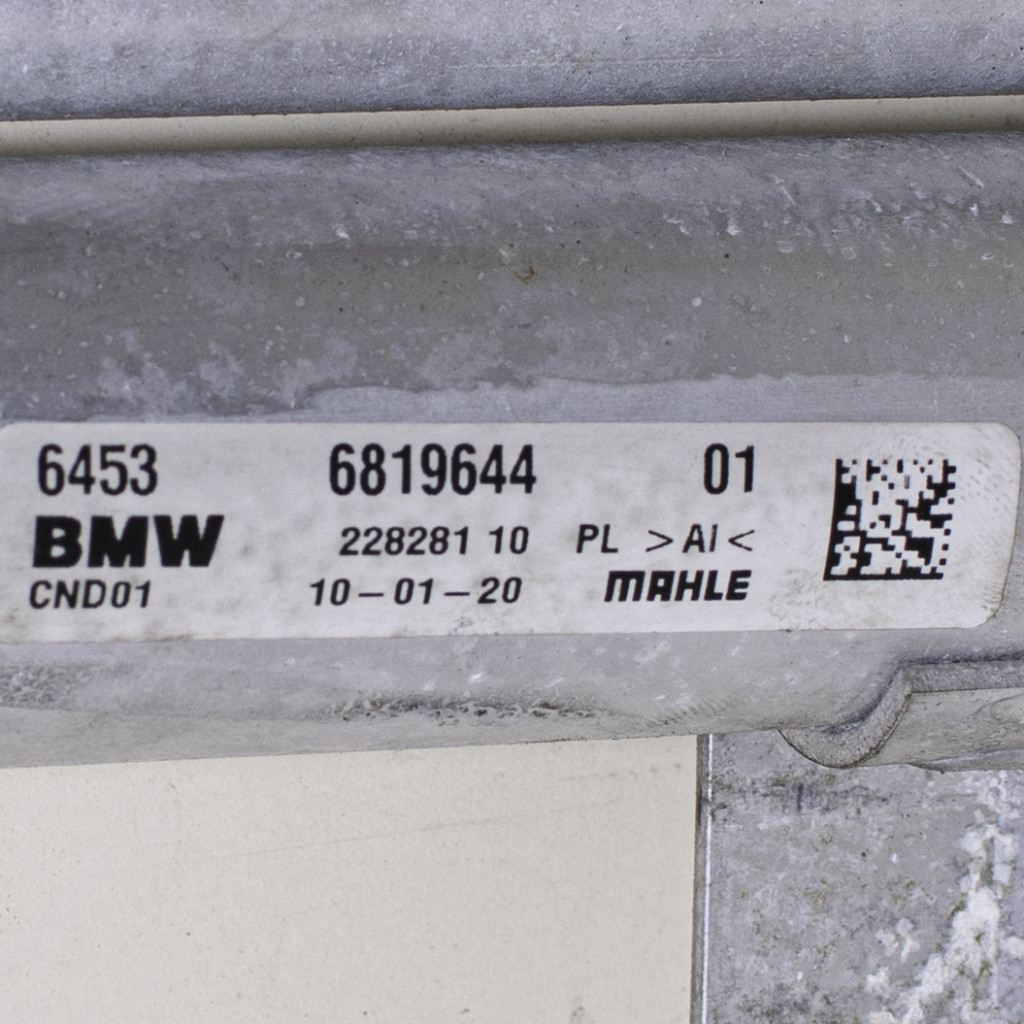 6453 6819644 01
BMW 228281 10 PL >Al<
CND01 10-01-20 MAHLE